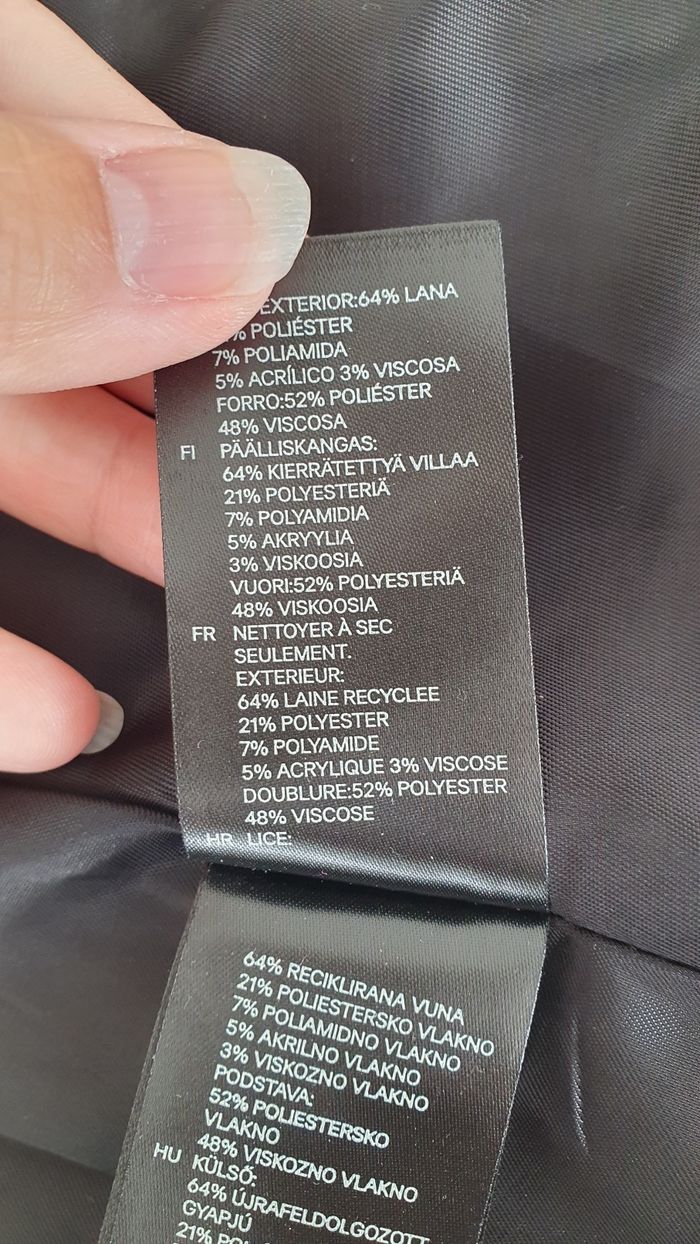 EXTERIOR:64% LANA
% POLIÉSTER
7% POLIAMIDA
5% ACRÍLICO 3% VISCOSA
FORRO:52% POLIÉSTER
48% VISCOSA
FI PÄÄLLISKANGAS:
64% KIERRÄTETTYÄ VILLAA
21% POLYESTERIÄ
7% POLYAMIDIA
5% AKRYYLIA
3% VISKOOSIA
VUORI:52% POLYESTERIÄ
48% VISKOOSIA
FR NETTOYER À SEC
SEULEMENT.
EXTERIEUR:
64% LAINE RECYCLEE
21% POLYESTER
7% POLYAMIDE
5% ACRYLIQUE 3% VISCOSE
DOUBLURE:52% POLYESTER
48% VISCOSE
HR LICE:
64% RECIKLIRANA VUNA
21% POLIESTERSKO VLAKNO
7% POLIAMIDNO VLAKNO
5% AKRILNO VLAKNO
3% VISKOZNO VLAKNO
PODSTAVA:
52% POLIESTERSKO
VLAKNO
48% VISKOZNO VLAKNO
HU KÜLSŐ:
64% ÚJRAFELDOLGOZOTT
GYAPJÚ
21%